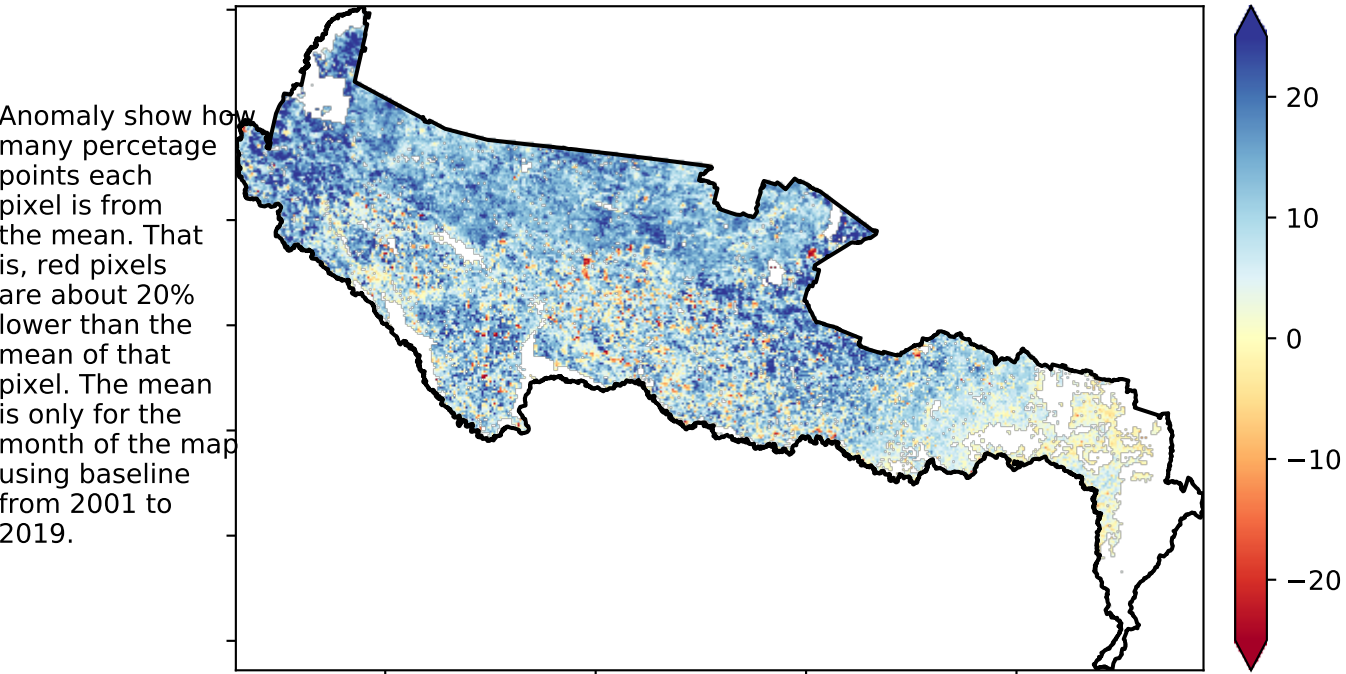 Anomaly show how
many percetage
points each
pixel is from
the mean. That
is, red pixels
are about 20%
lower than the
mean of that
pixel. The mean
is only for the
month of the map
using baseline
from 2001 to
2019.
20
10
0
−10
−20